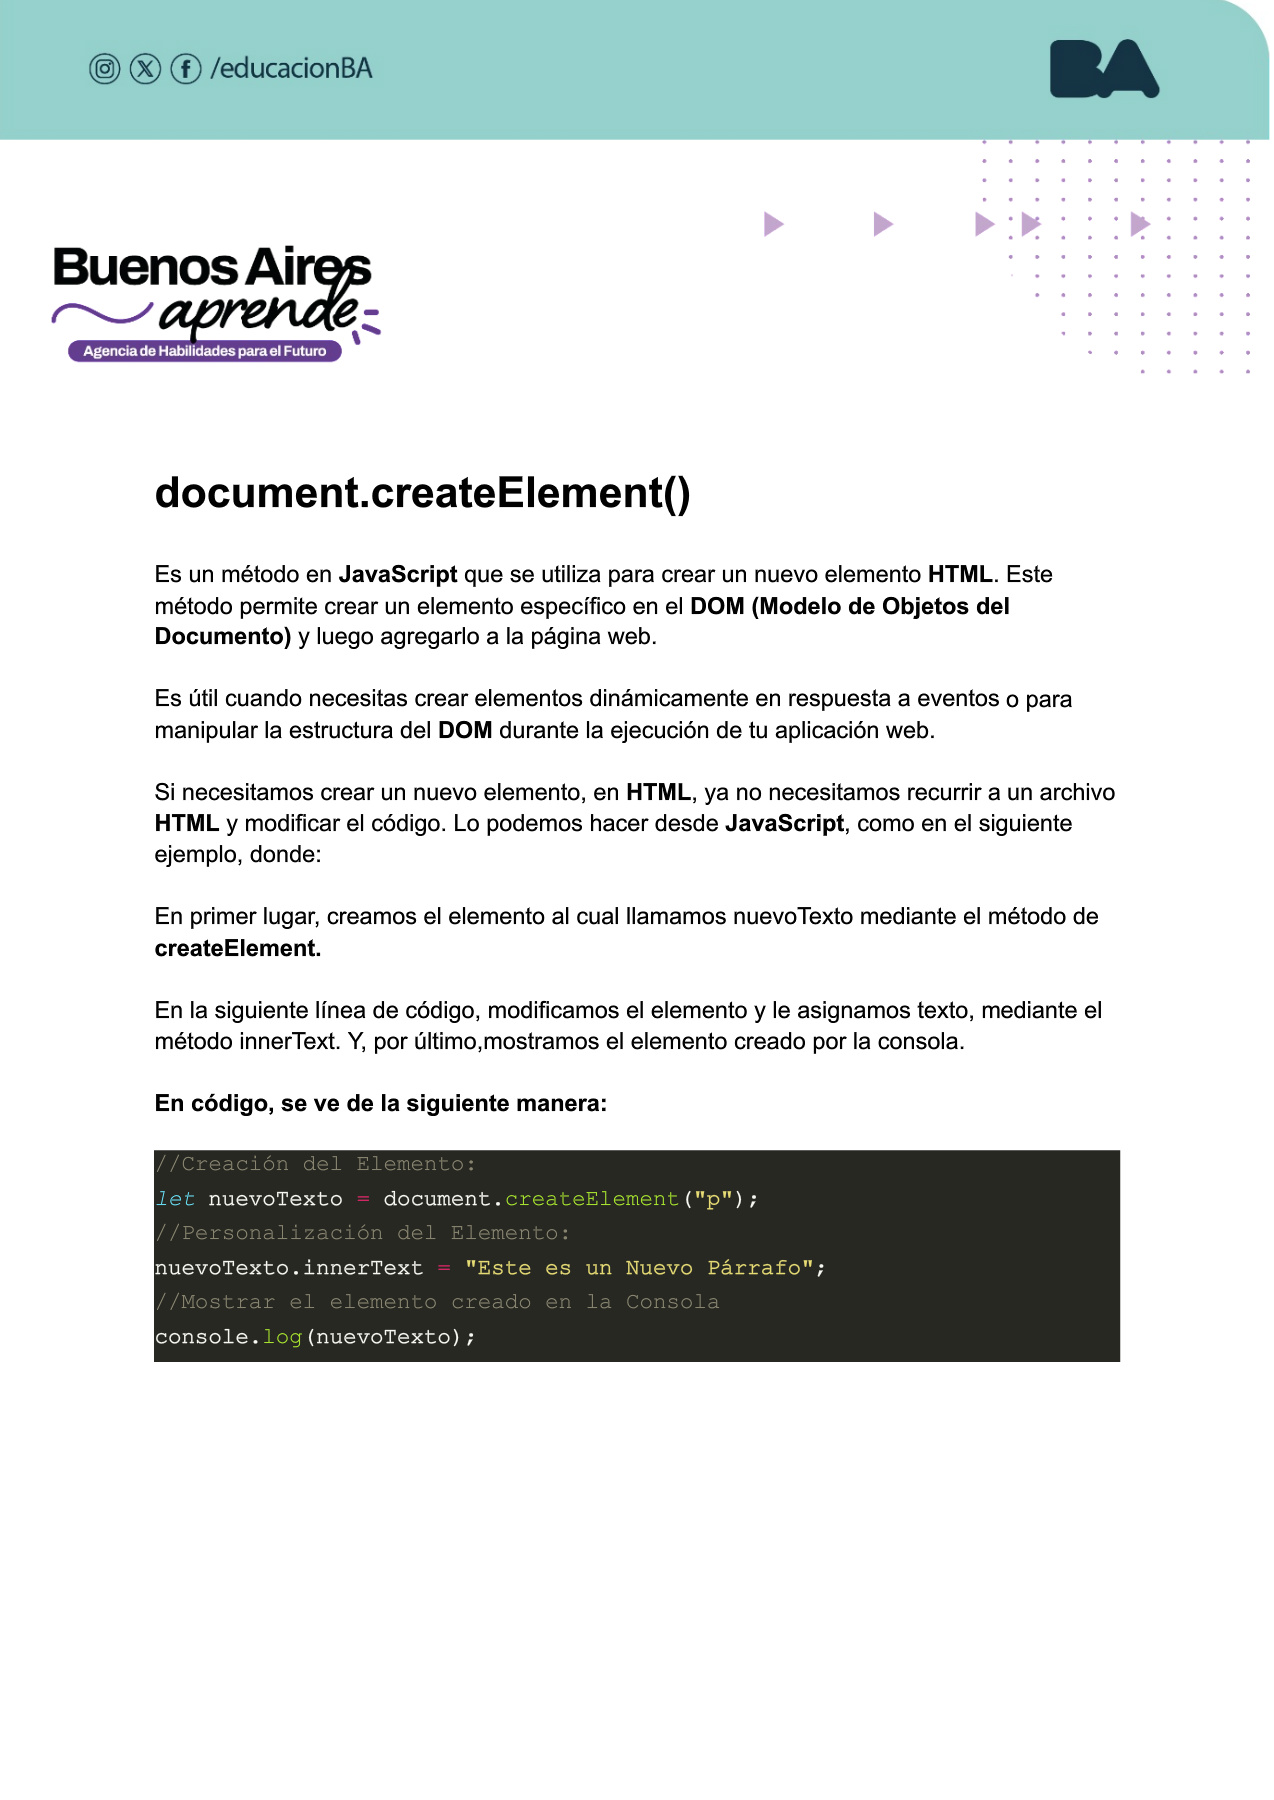 /educacionBA
BA
Buenos Aires
aprende
Agencia de Habilidades para el Futuro
document.createElement()
Es un método en JavaScript que se utiliza para crear un nuevo elemento HTML. Este
método permite crear un elemento específico en el DOM (Modelo de Objetos del
Documento) y luego agregarlo a la página web.
Es útil cuando necesitas crear elementos dinámicamente en respuesta a eventos o para
manipular la estructura del DOM durante la ejecución de tu aplicación web.
Si necesitamos crear un nuevo elemento, en HTML, ya no necesitamos recurrir a un archivo
HTML y modificar el código. Lo podemos hacer desde JavaScript, como en el siguiente
ejemplo, donde:
En primer lugar, creamos el elemento al cual llamamos nuevoTexto mediante el método de
createElement.
En la siguiente línea de código, modificamos el elemento y le asignamos texto, mediante el
método innerText. Y, por último,mostramos el elemento creado por la consola.
En código, se ve de la siguiente manera:
//Creación del Elemento:
let nuevoTexto = document.createElement("p");
//Personalización del Elemento:
nuevoTexto.innerText = "Este es un Nuevo Párrafo";
//Mostrar el elemento creado en la Consola
console.log(nuevoTexto);